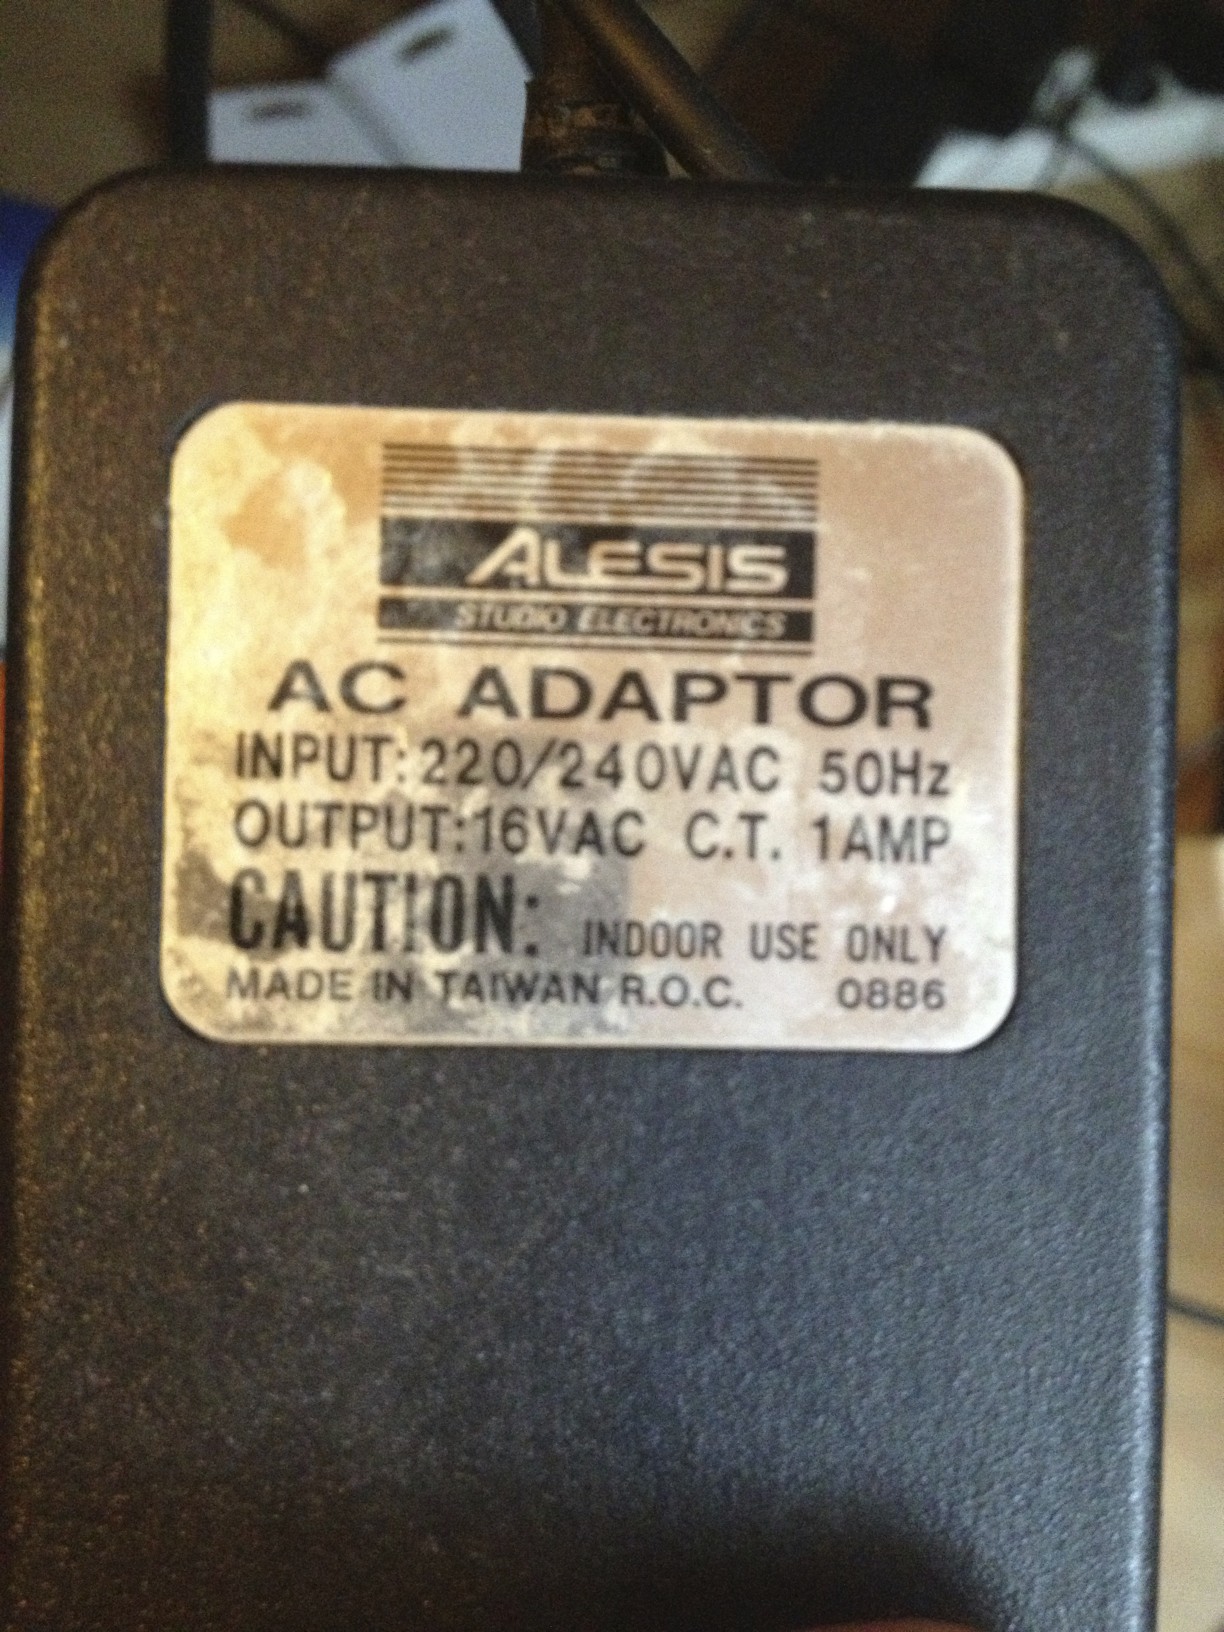 ALESIS
STUDIO ELECTRONICS
AC ADAPTOR
INPUT: 220/240VAC 50Hz
OUTPUT: 16VAC C.T. 1AMP
CAUTION: INDOOR USE ONLY
MADE IN TAIWAN R.O.C. 0886